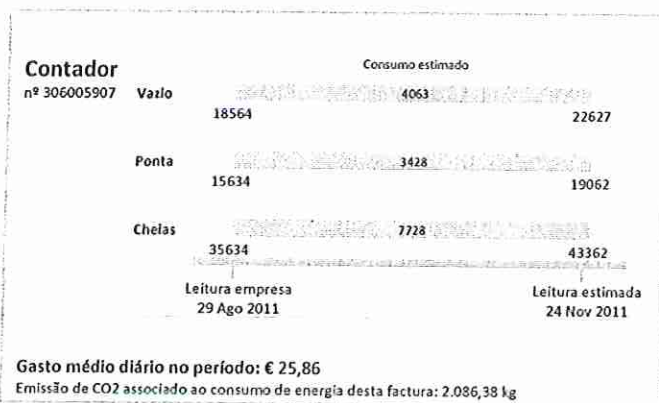 Contador
Consumo estimado
nº 306005907 Vazio 4063
18564 22627
Ponta 3428
15634 19062
Cheias 7728
35634 43362
Leitura empresa Leitura estimada
29 Ago 2011 24 Nov 2011
Gasto médio diário no período: € 25,86
Emissão de CO2 associado ao consumo de energia desta factura: 2.086,38 kg